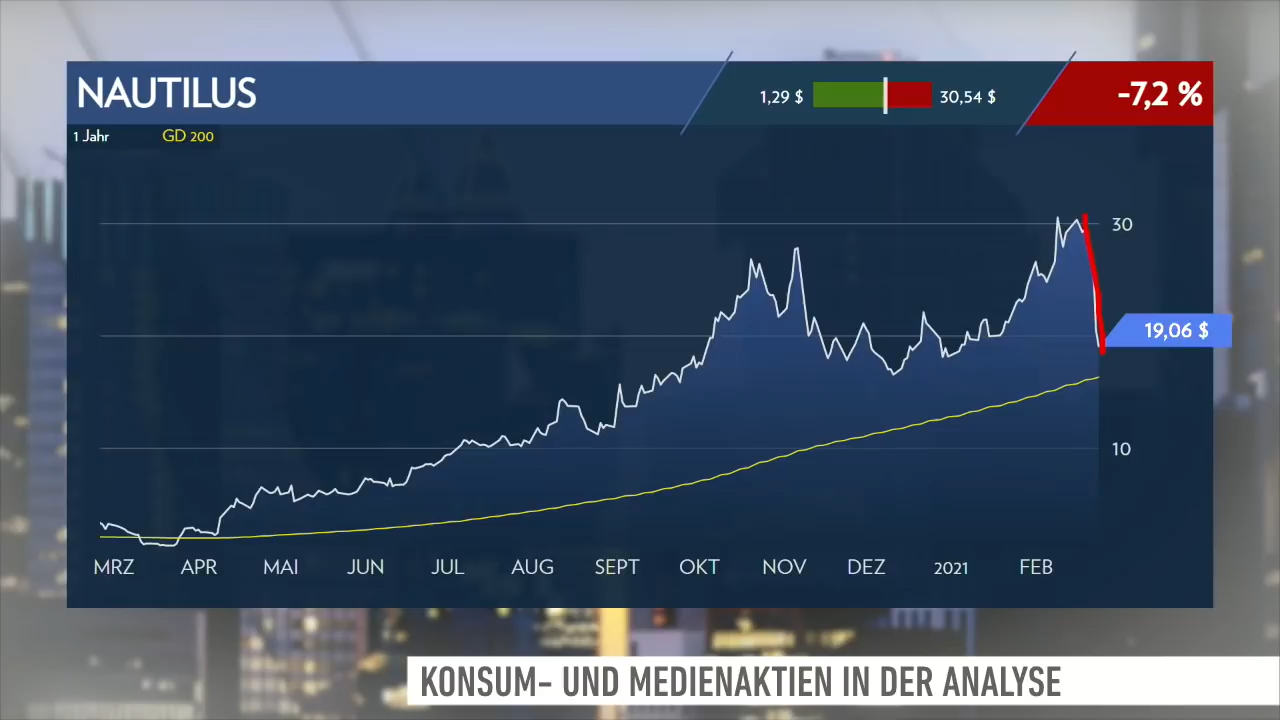 NAUTILUS
1,29 $ 30,54 $
-7,2 %
1 Jahr GD 200
30
19,06 $
10
MRZ APR MAI JUN JUL AUG SEPT OKT NOV DEZ 2021 FEB
KONSUM- UND MEDIENAKTIEN IN DER ANALYSE